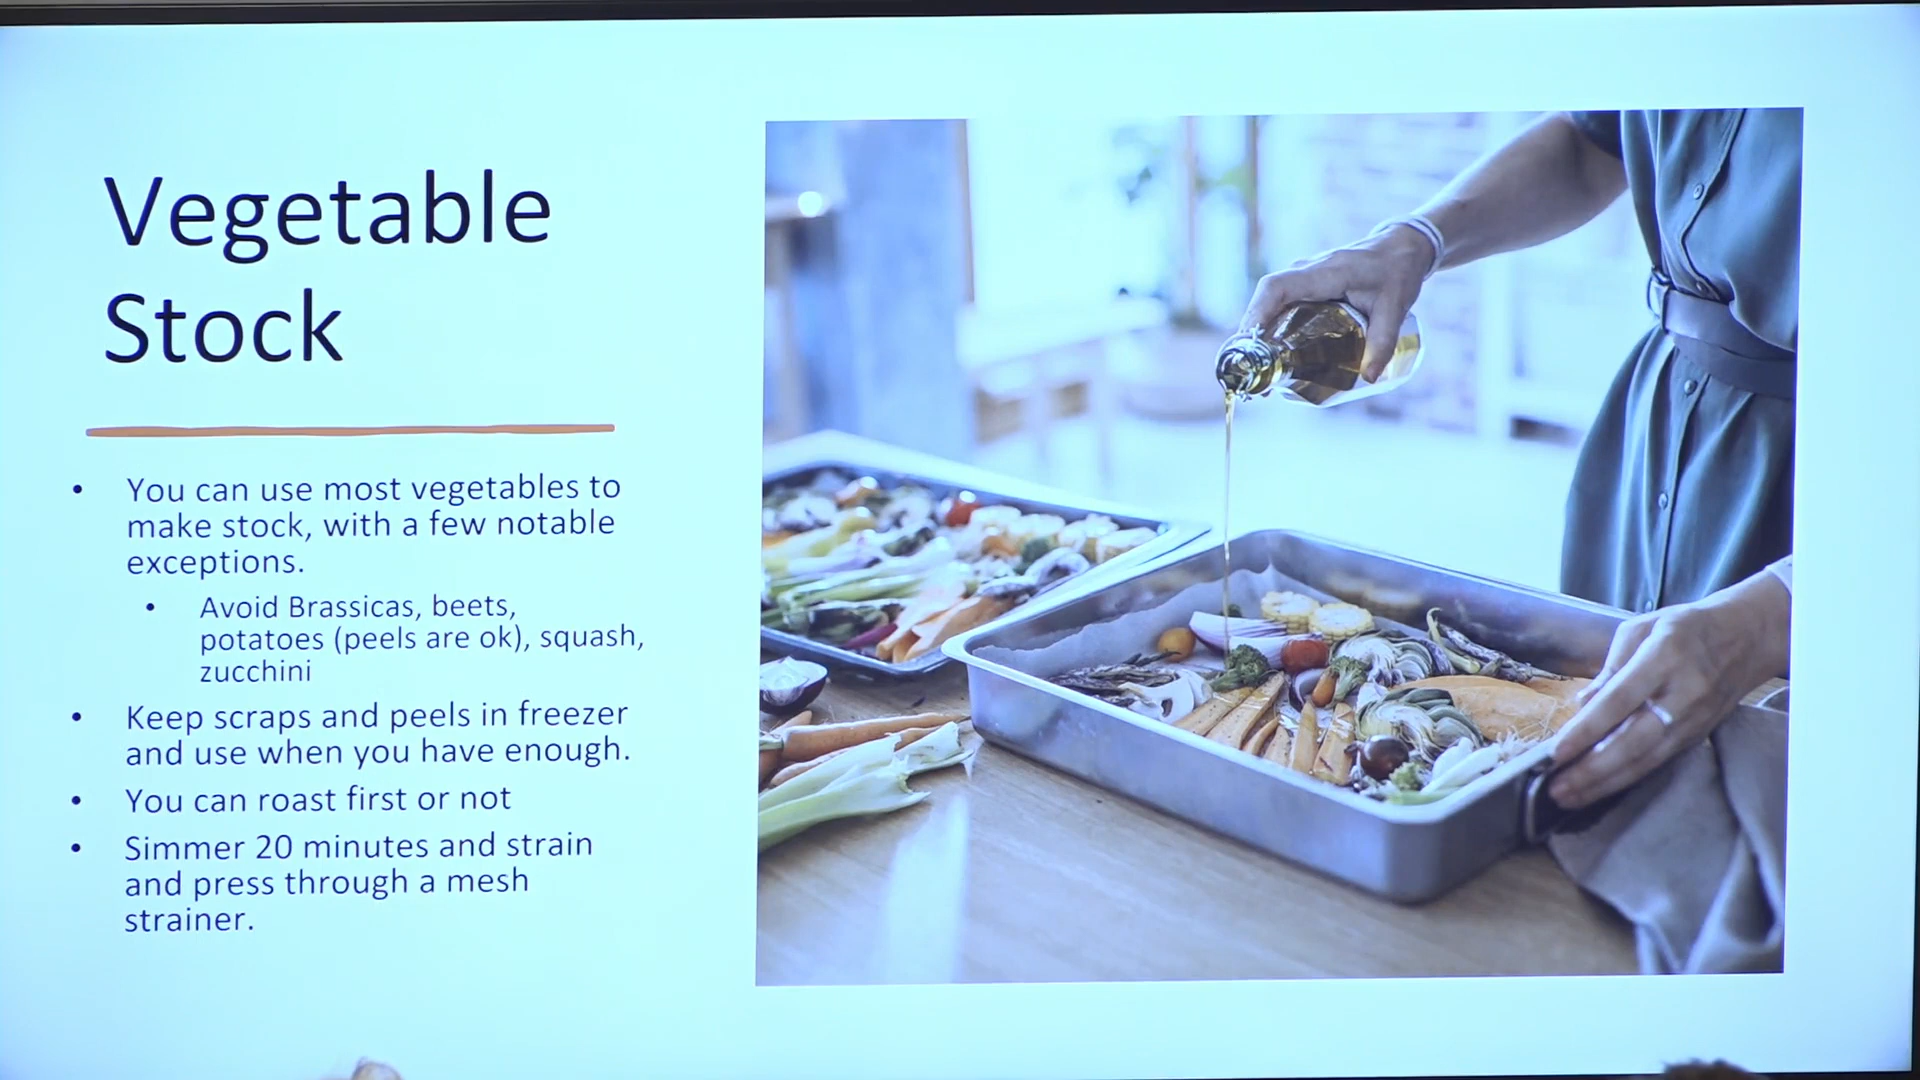 Vegetable
Stock
• You can use most vegetables to
make stock, with a few notable
exceptions.
• Avoid Brassicas, beets,
potatoes (peels are ok), squash,
zucchini
• Keep scraps and peels in freezer
and use when you have enough.
• You can roast first or not
• Simmer 20 minutes and strain
and press through a mesh
strainer.